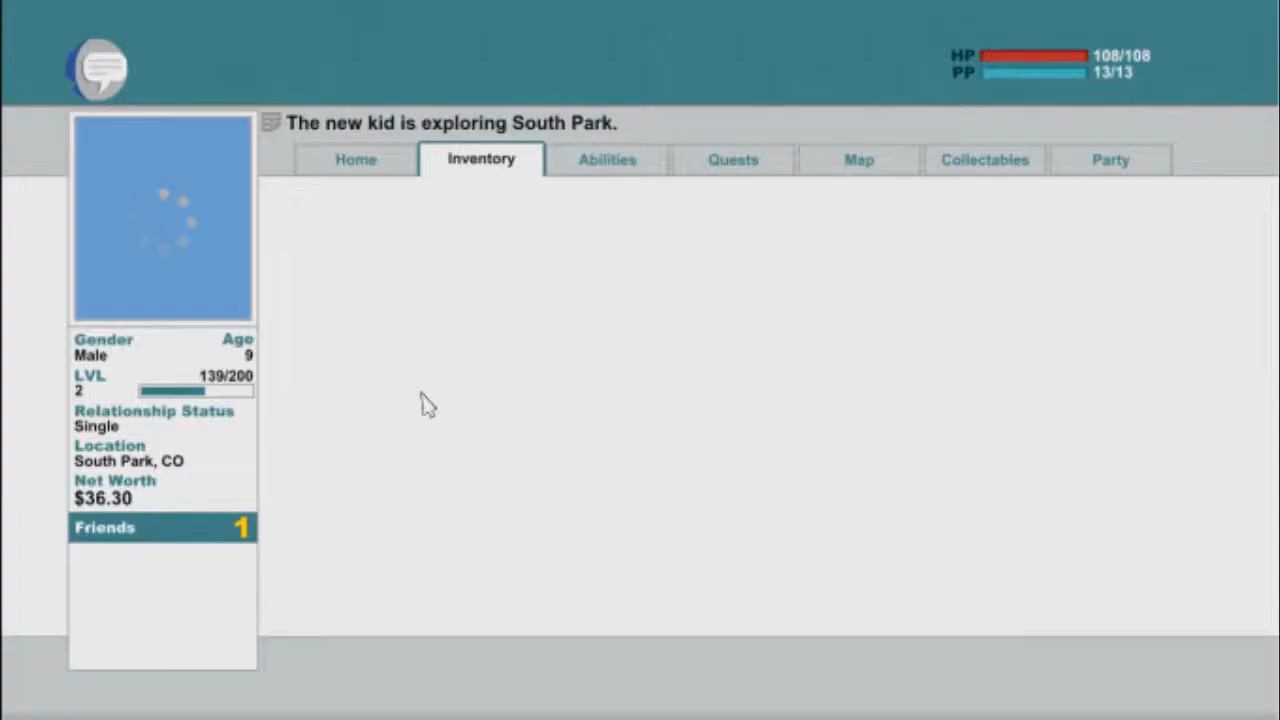 HP 108/108
PP 13/13
The new kid is exploring South Park.
Home Inventory Abilities Quests Map Collectables Party
Gender Age
Male 9
LVL 139/200
2
Relationship Status
Single
Location
South Park, CO
Net Worth
$36.30
Friends 1